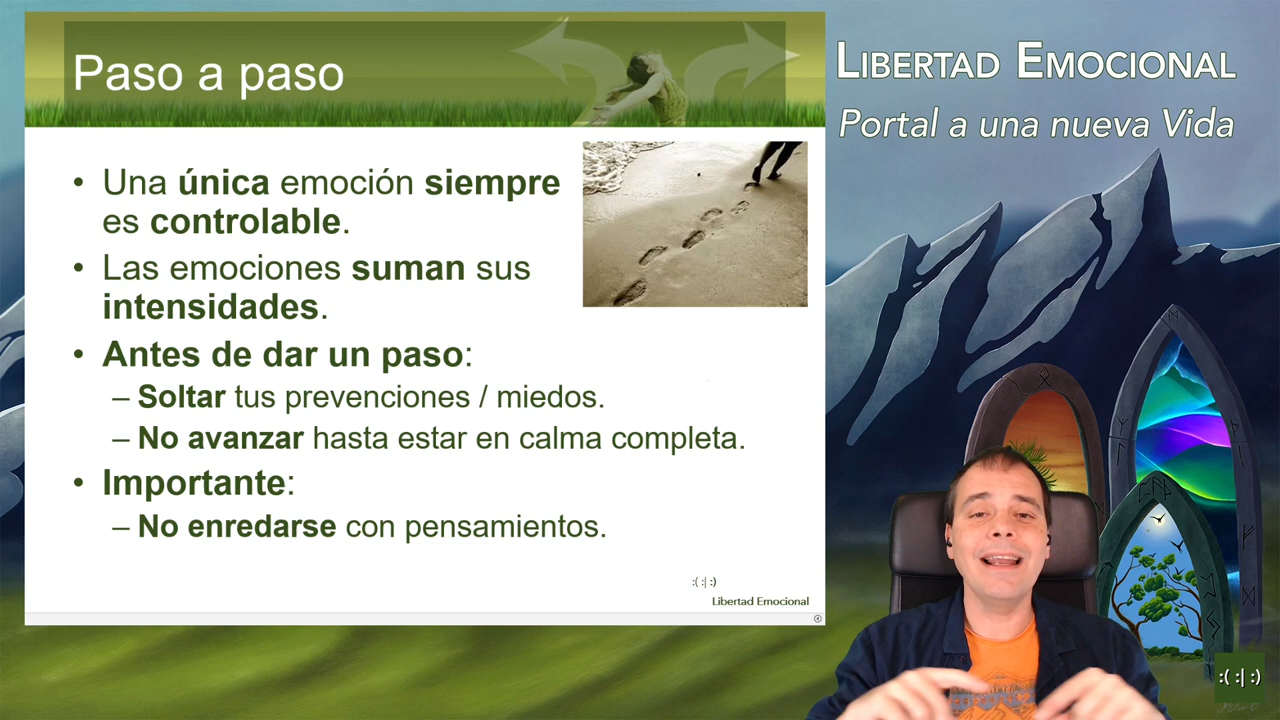 Paso a paso
LIBERTAD EMOCIONAL
Portal a una nueva Vida
• Una única emoción siempre
es controlable.
• Las emociones suman sus
intensidades.
• Antes de dar un paso:
– Soltar tus prevenciones / miedos.
– No avanzar hasta estar en calma completa.
• Importante:
– No enredarse con pensamientos.
:( :| :)
Libertad Emocional
:( :| :)